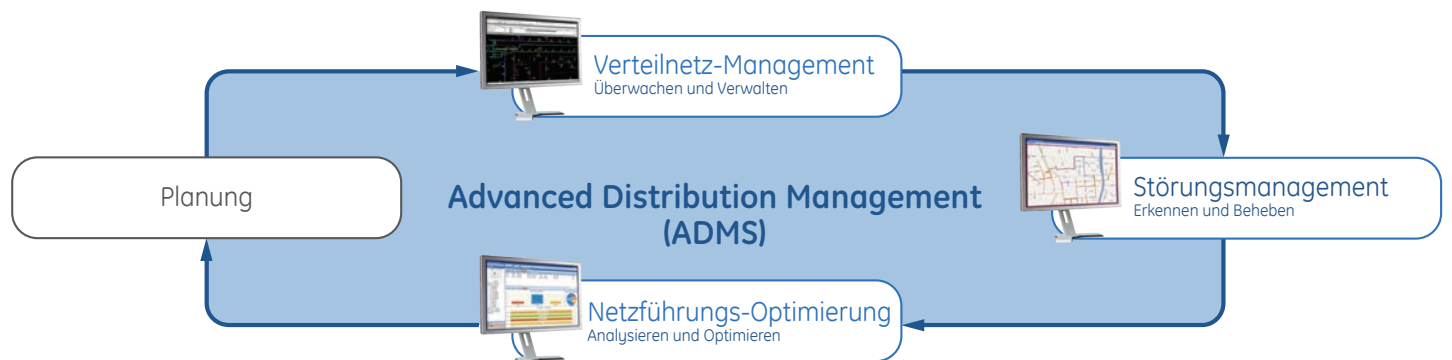 Verteilnetz-Management
Überwachen und Verwalten
Planung
Advanced Distribution Management
(ADMS)
Störungsmanagement
Erkennen und Beheben
Netzführungs-Optimierung
Analysieren und Optimieren